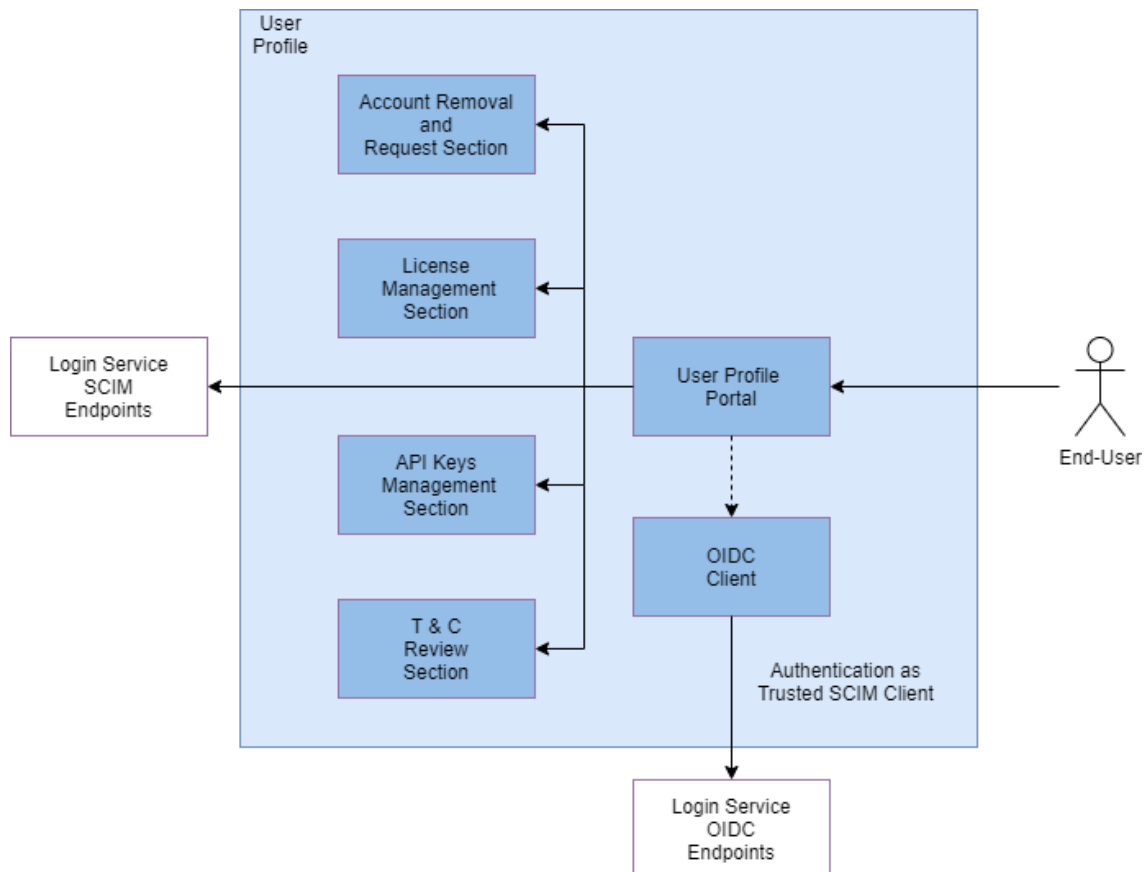 User
Profile
Account Removal
and
Request Section
License
Management
Section
Login Service
SCIM
Endpoints
User Profile
Portal
End-User
API Keys
Management
Section
OIDC
Client
T & C
Review
Section
Authentication as
Trusted SCIM Client
Login Service
OIDC
Endpoints